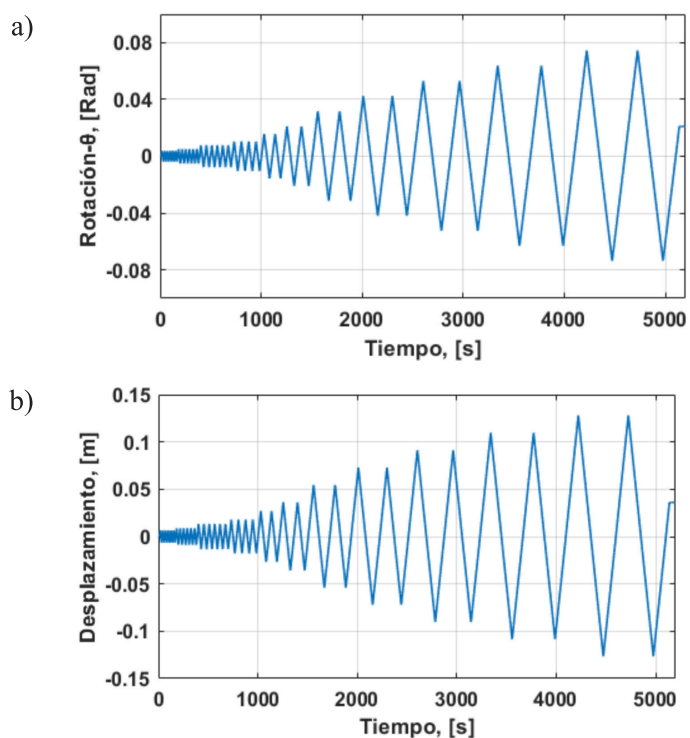 a)
Rotación-θ, [Rad]
0.08
0.04
0
-0.04
-0.08
0 1000 2000 3000 4000 5000
Tiempo, [s]
b)
Desplazamiento, [m]
0.15
0.1
0.05
0
-0.05
-0.1
-0.15
0 1000 2000 3000 4000 5000
Tiempo, [s]